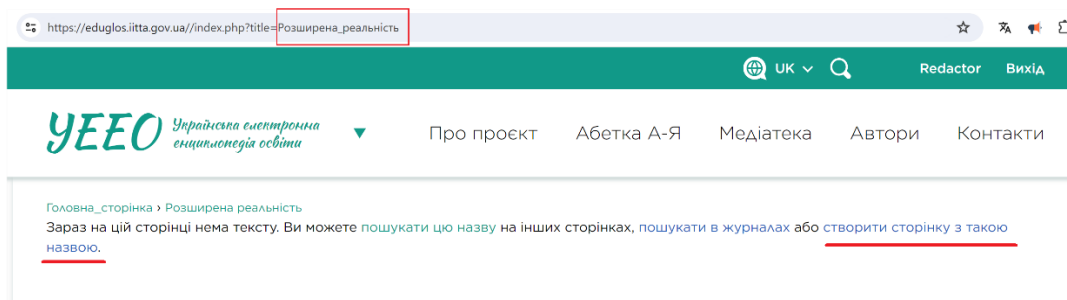 https://eduglos.iitta.gov.ua//index.php?title=Розширена_реальність
UK Redactor Вихід
УЕЕО Українська електронна енциклопедія освіти Про проєкт Абетка А-Я Медіатека Автори Контакти
Головна_сторінка › Розширена реальність
Зараз на цій сторінці нема тексту. Ви можете пошукати цю назву на інших сторінках, пошукати в журналах або створити сторінку з такою
назвою.